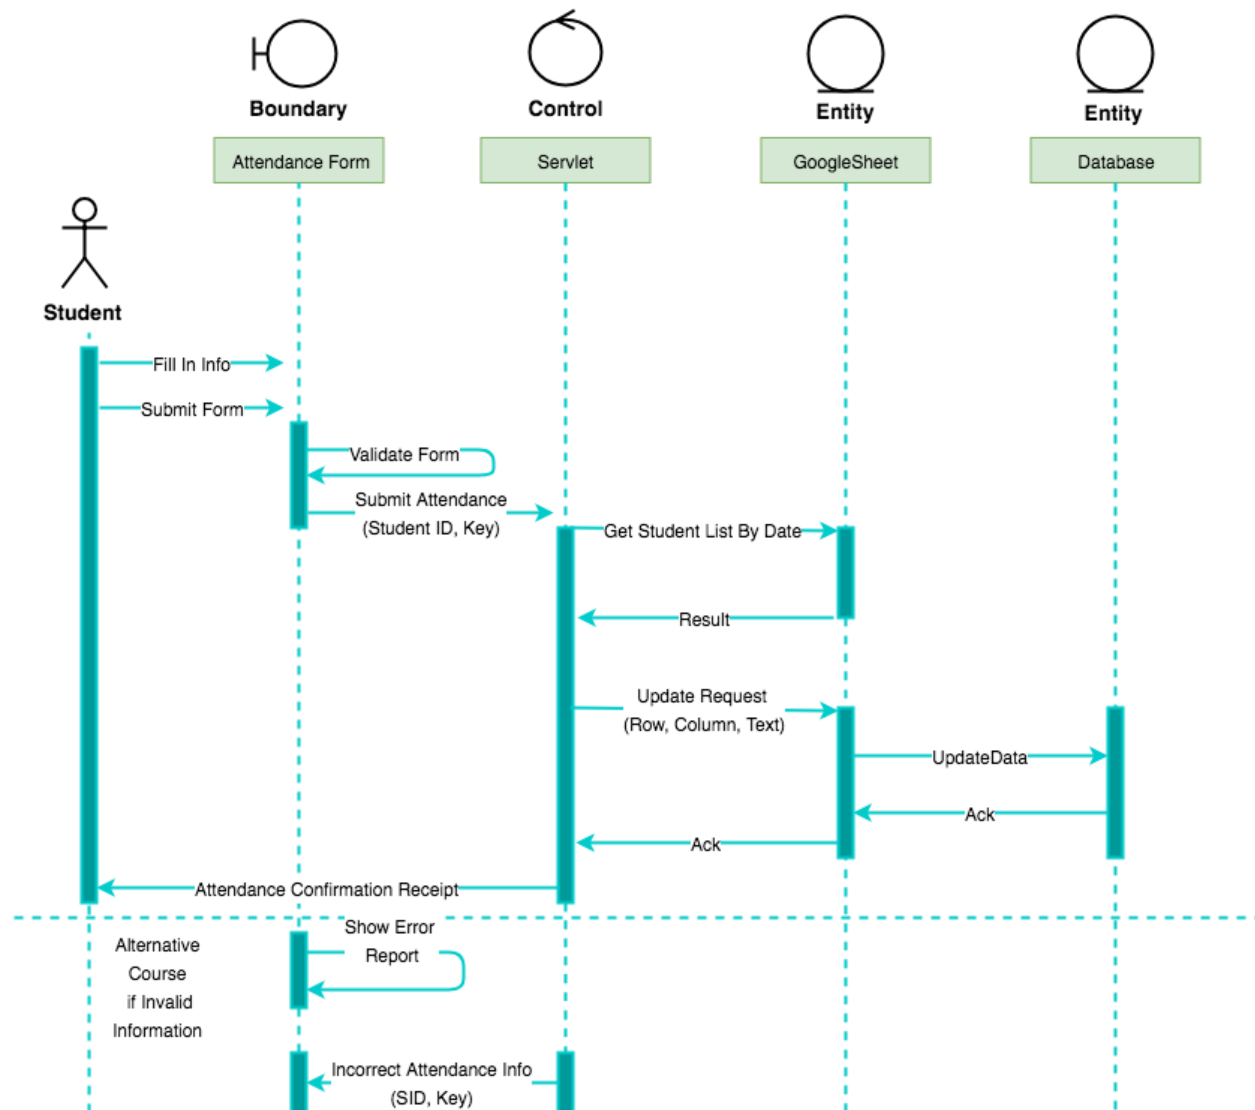 Boundary
Control
Entity
Entity
Attendance Form
Servlet
GoogleSheet
Database
Student
Fill In Info
Submit Form
Validate Form
Submit Attendance
(Student ID, Key)
Get Student List By Date
Result
Update Request
(Row, Column, Text)
UpdateData
Ack
Ack
Attendance Confirmation Receipt
Alternative
Course
if Invalid
Information
Show Error
Report
Incorrect Attendance Info
(SID, Key)